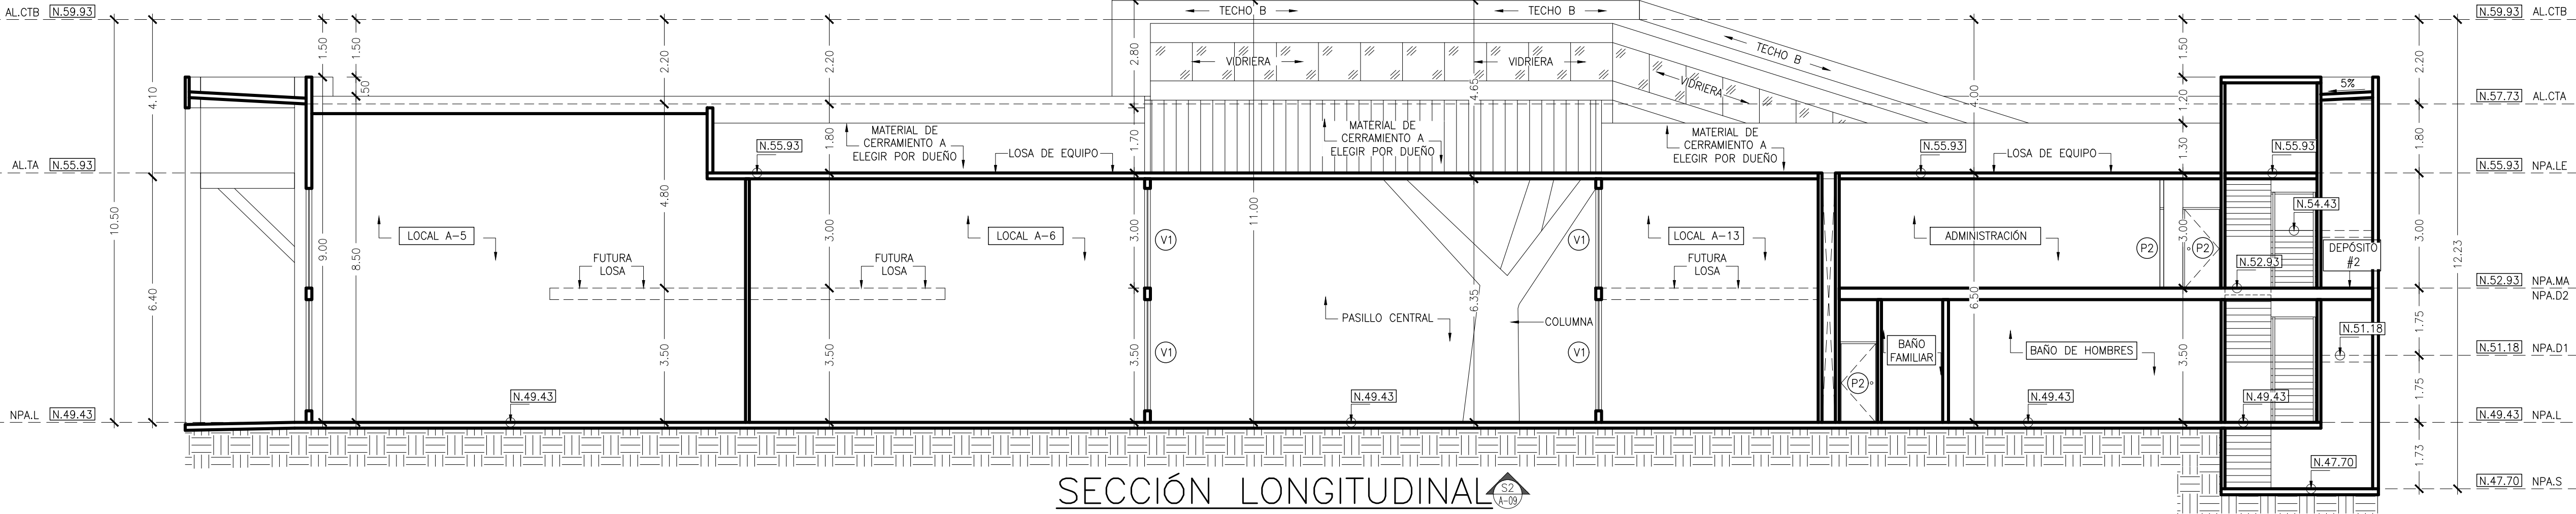 AL.CTB N.59.93
TECHO B
TECHO B
N.59.93 AL.CTB
1.50
1.50
2.20
2.20
2.80
4.65
4.00
1.50
2.20
TECHO B
VIDRIERA
VIDRIERA
VIDRIERA
4.10
.50
1.20
5%
N.57.73 AL.CTA
AL.TA N.55.93
MATERIAL DE
CERRAMIENTO A
ELEGIR POR DUEÑO
MATERIAL DE
CERRAMIENTO A
ELEGIR POR DUEÑO
MATERIAL DE
CERRAMIENTO A
ELEGIR POR DUEÑO
1.80
1.70
1.30
1.80
N.55.93
LOSA DE EQUIPO
N.55.93
LOSA DE EQUIPO
N.55.93
N.55.93 NPA.LE
10.50
6.40
9.00
8.50
4.80
3.00
3.00
11.00
6.35
6.50
3.00
3.00
12.23
LOCAL A-5
LOCAL A-6
V1
V1
LOCAL A-13
ADMINISTRACIÓN
P2
P2
N.54.43
DEPÓSITO
#2
FUTURA
LOSA
FUTURA
LOSA
FUTURA
LOSA
N.52.93
N.52.93 NPA.MA
NPA.D2
PASILLO CENTRAL
COLUMNA
N.51.18
1.75
3.50
3.50
3.50
3.50
V1
V1
BAÑO
FAMILIAR
BAÑO DE HOMBRES
N.51.18 NPA.D1
P2
1.75
N.49.43
N.49.43
N.49.43
N.49.43
NPA.L N.49.43
N.49.43 NPA.L
1.73
N.47.70
N.47.70 NPA.S
SECCIÓN LONGITUDINAL
S2
A-09